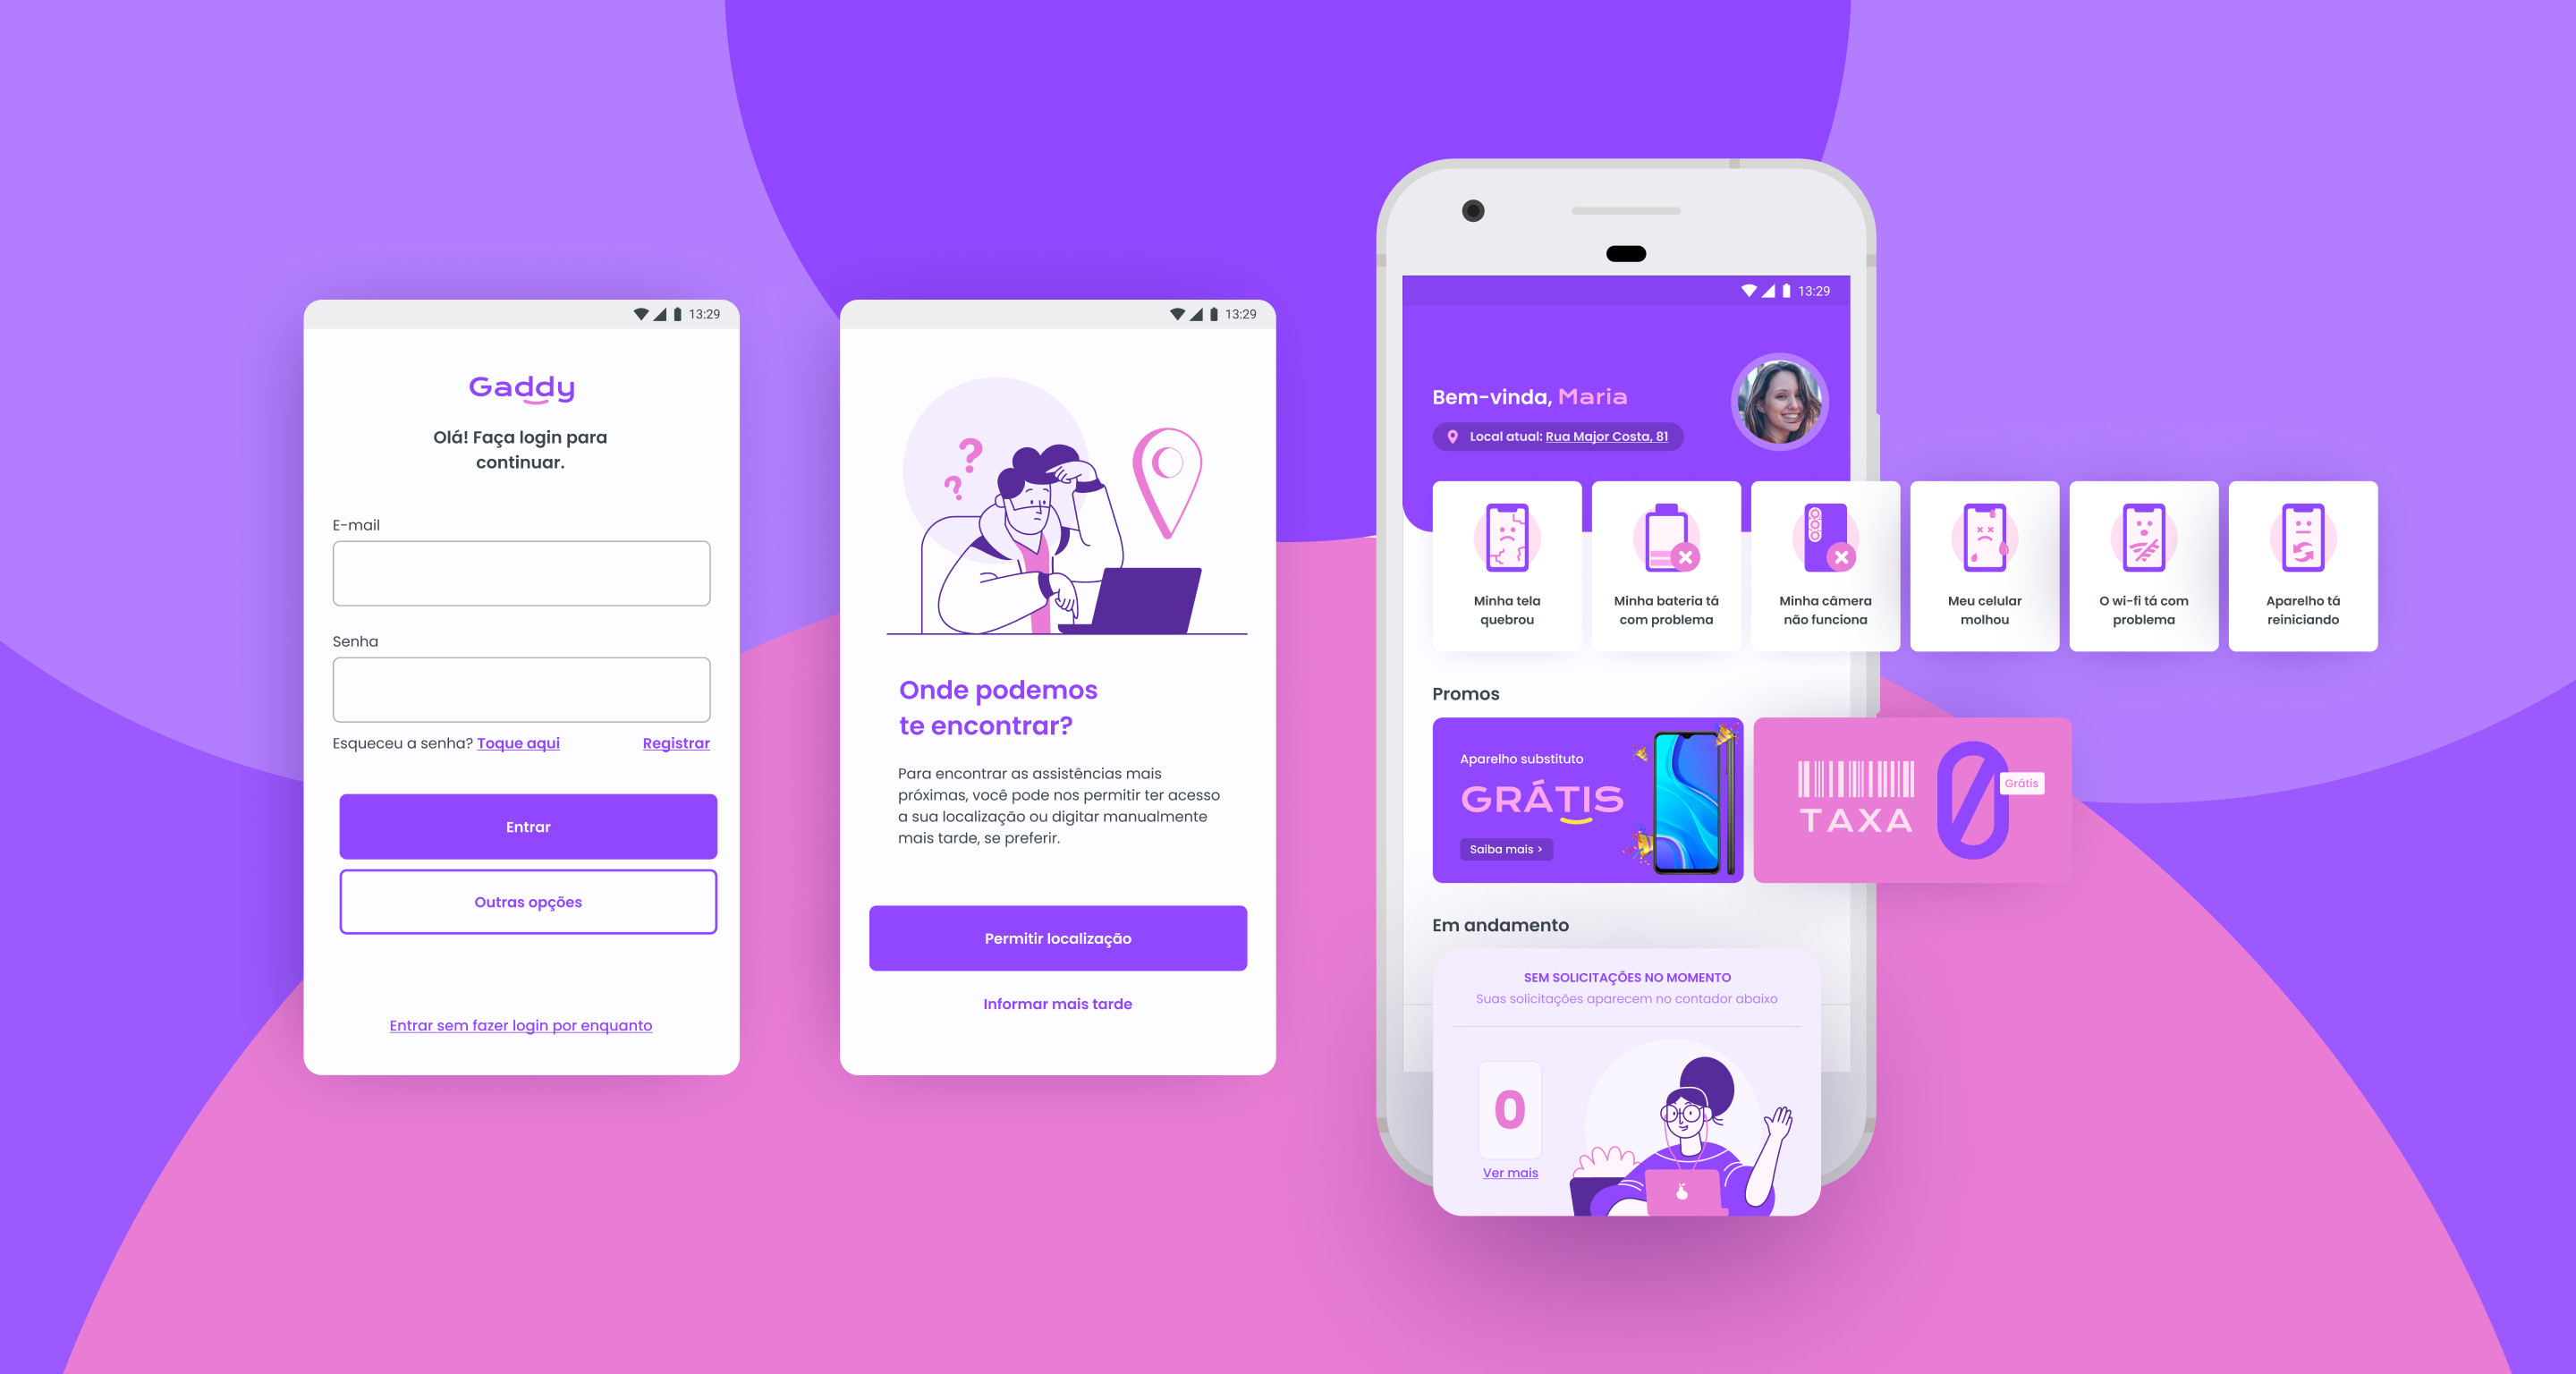 13:29
Gaddy
Olá! Faça login para
continuar.
E-mail
Senha
Esqueceu a senha? Toque aqui
Registrar
Entrar
Outras opções
Entrar sem fazer login por enquanto
13:29
Onde podemos
te encontrar?
Para encontrar as assistências mais
próximas, você pode nos permitir ter acesso
a sua localização ou digitar manualmente
mais tarde, se preferir.
Permitir localização
Informar mais tarde
13:29
Bem-vinda, Maria
Local atual: Rua Major Costa, 81
Minha tela
quebrou
Minha bateria tá
com problema
Minha câmera
não funciona
Meu celular
molhou
O wi-fi tá com
problema
Aparelho tá
reiniciando
Promos
Aparelho substituto
GRÁTIS
Saiba mais >
TAXA
0
Grátis
Em andamento
SEM SOLICITAÇÕES NO MOMENTO
Suas solicitações aparecem no contador abaixo
0
Ver mais